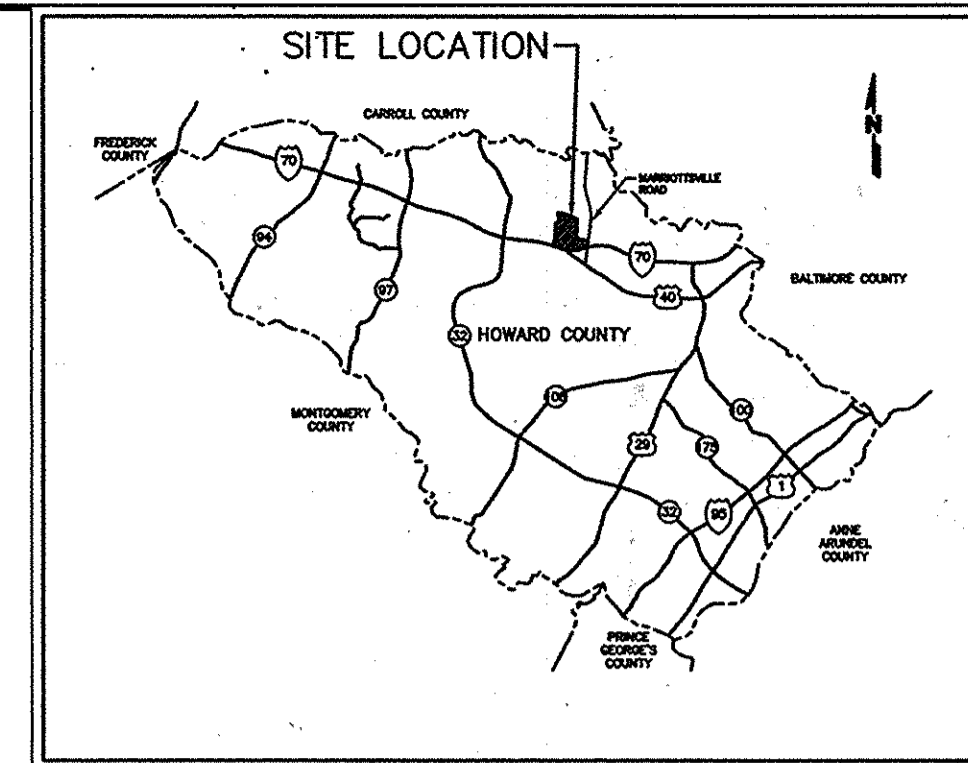 SITE LOCATION
CARROLL COUNTY
FREDERICK
COUNTY
N
70
MARRIOTTSVILLE
ROAD
94
70
BALTIMORE COUNTY
97
40
32
HOWARD COUNTY
MONTGOMERY
COUNTY
108
100
29
175
1
32
95
ANNE
ARUNDEL
COUNTY
PRINCE
GEORGE'S
COUNTY